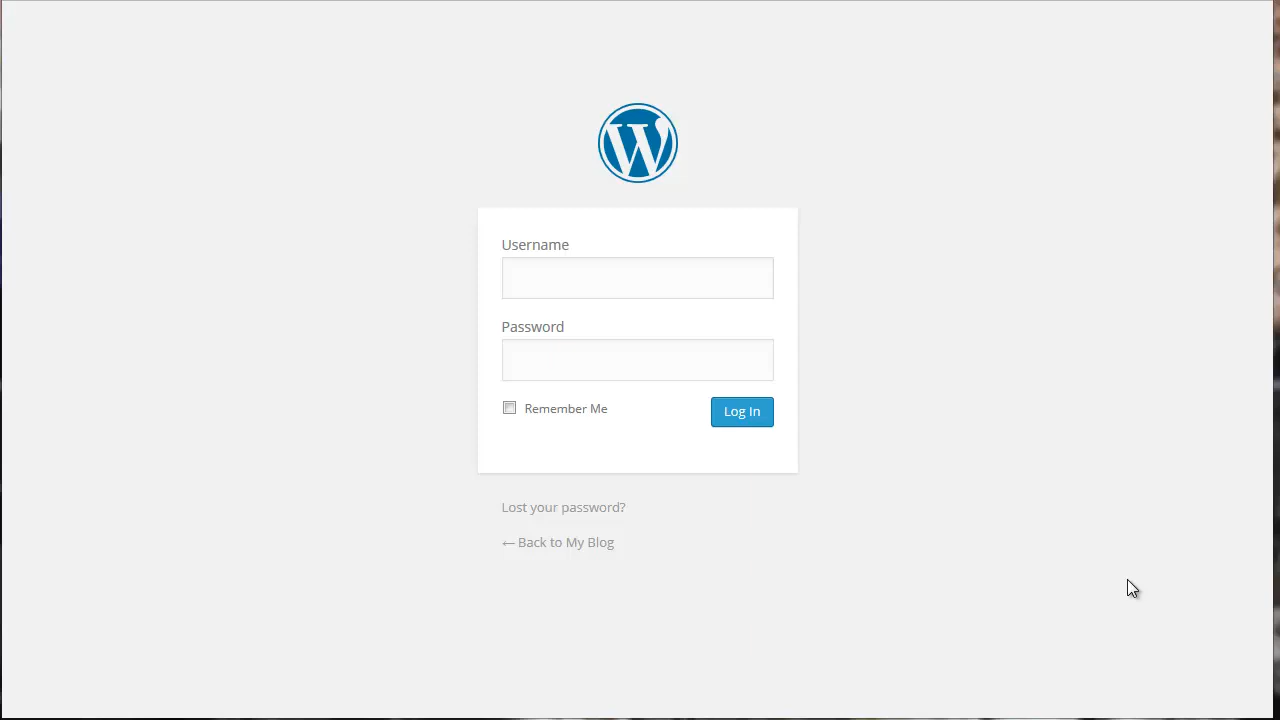 Username
Password
Remember Me
Log In
Lost your password?
← Back to My Blog